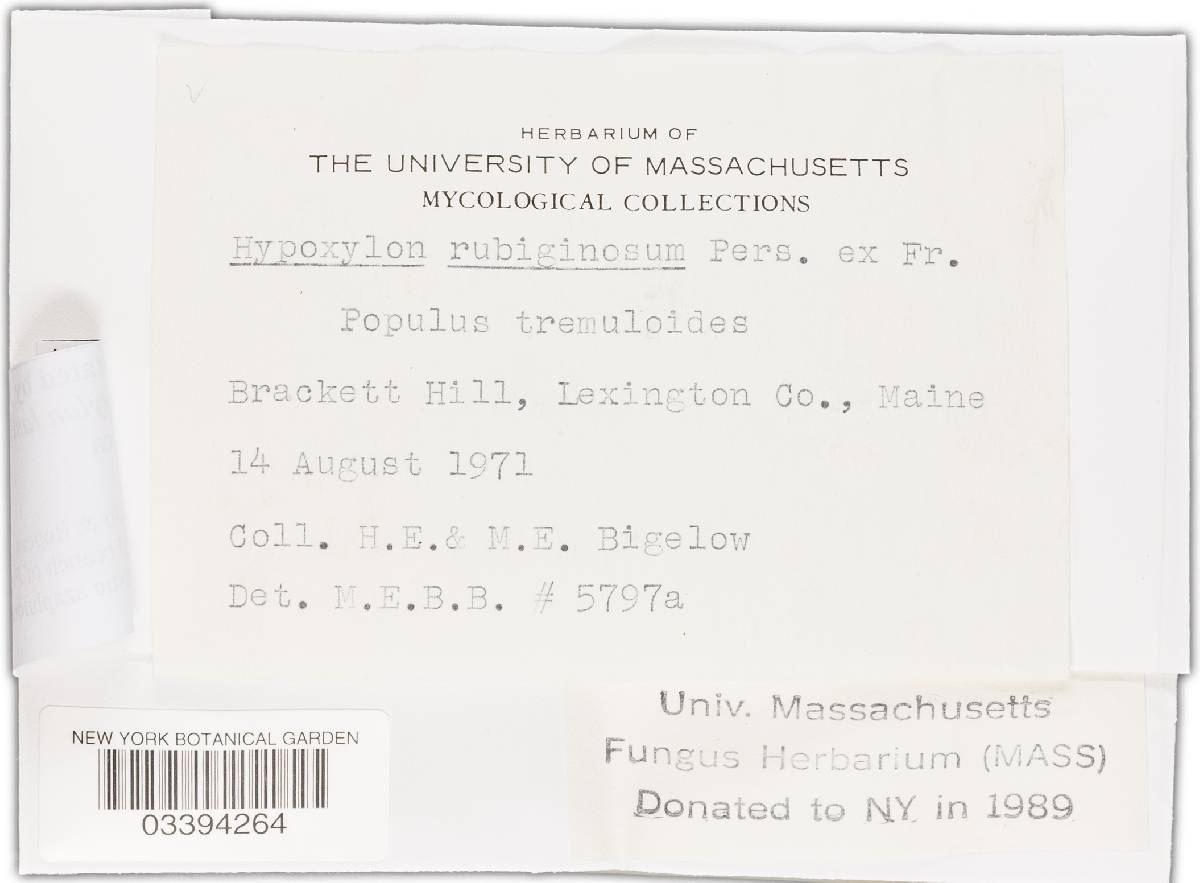 HERBARIUM OF
THE UNIVERSITY OF MASSACHUSETTS
MYCOLOGICAL COLLECTIONS
Hypoxylon rubiginosum Pers. ex Fr.
Populus tremuloides
Brackett Hill, Lexington Co., Maine
14 August 1971
Coll. H.E.& M.E. Bigelow
Det. M.E.B.B. # 5797a
Univ. Massachusetts
Fungus Herbarium (MASS)
Donated to NY in 1989
NEW YORK BOTANICAL GARDEN
03394264